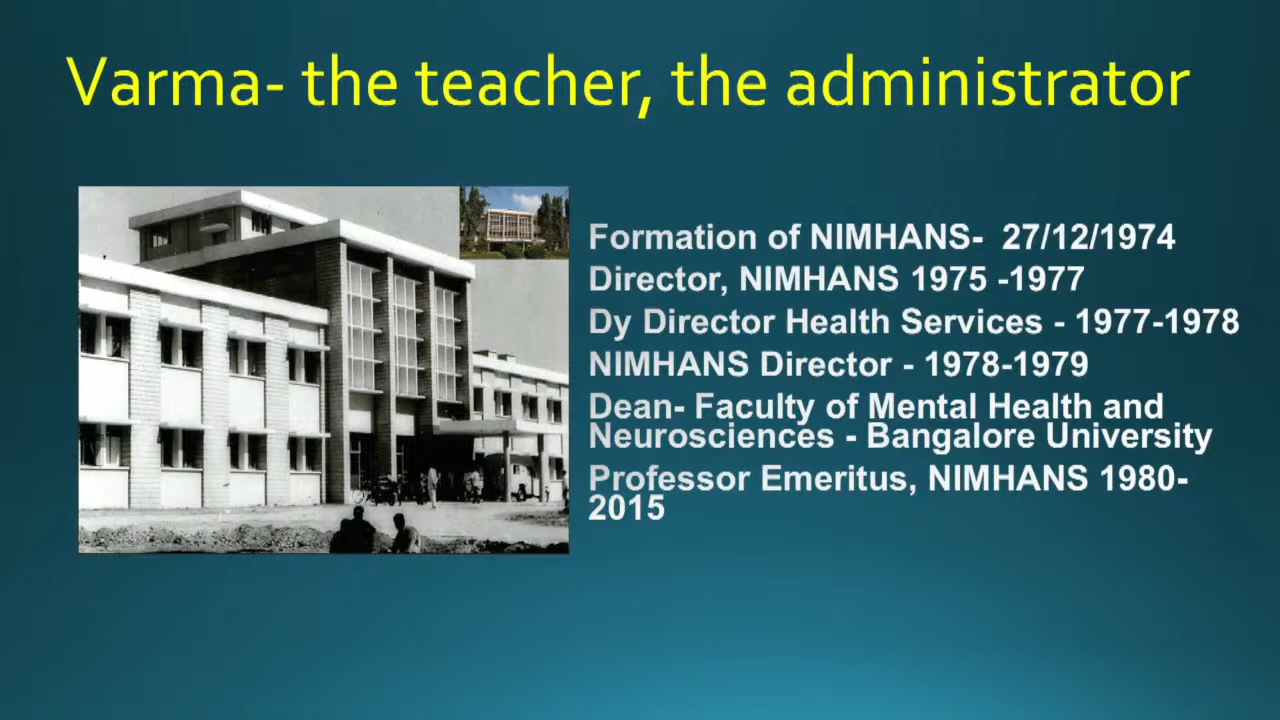 Varma- the teacher, the administrator
Formation of NIMHANS-  27/12/1974
Director, NIMHANS 1975 -1977
Dy Director Health Services - 1977-1978
NIMHANS Director - 1978-1979
Dean- Faculty of Mental Health and
Neurosciences - Bangalore University
Professor Emeritus, NIMHANS 1980-
2015